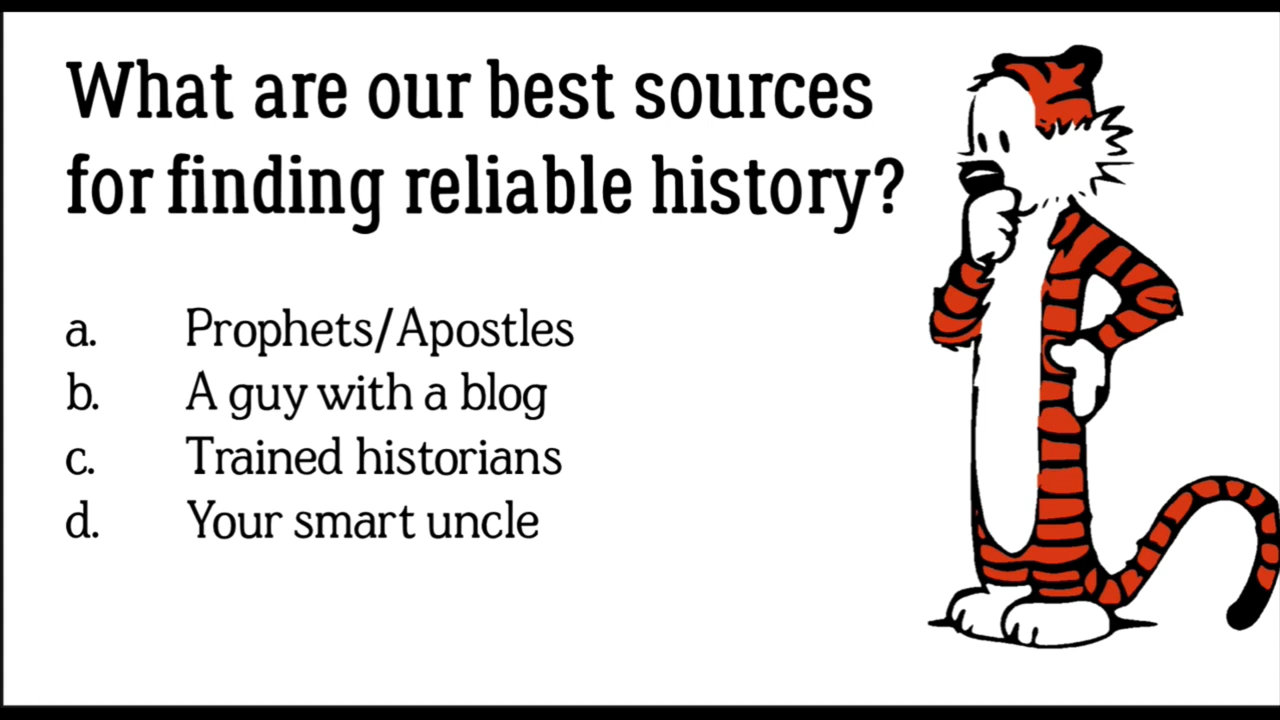 What are our best sources
for finding reliable history?
a. Prophets/Apostles
b. A guy with a blog
c. Trained historians
d. Your smart uncle